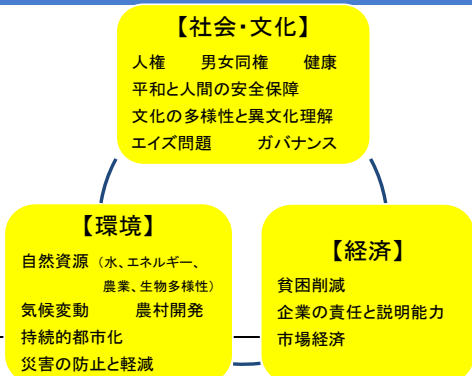 【社会・文化】
人権 男女同権 健康
平和と人間の安全保障
文化の多様性と異文化理解
エイズ問題 ガバナンス
【環境】
自然資源 (水、エネルギー、
農業、生物多様性)
気候変動 農村開発
持続的都市化
災害の防止と軽減
【経済】
貧困削減
企業の責任と説明能力
市場経済